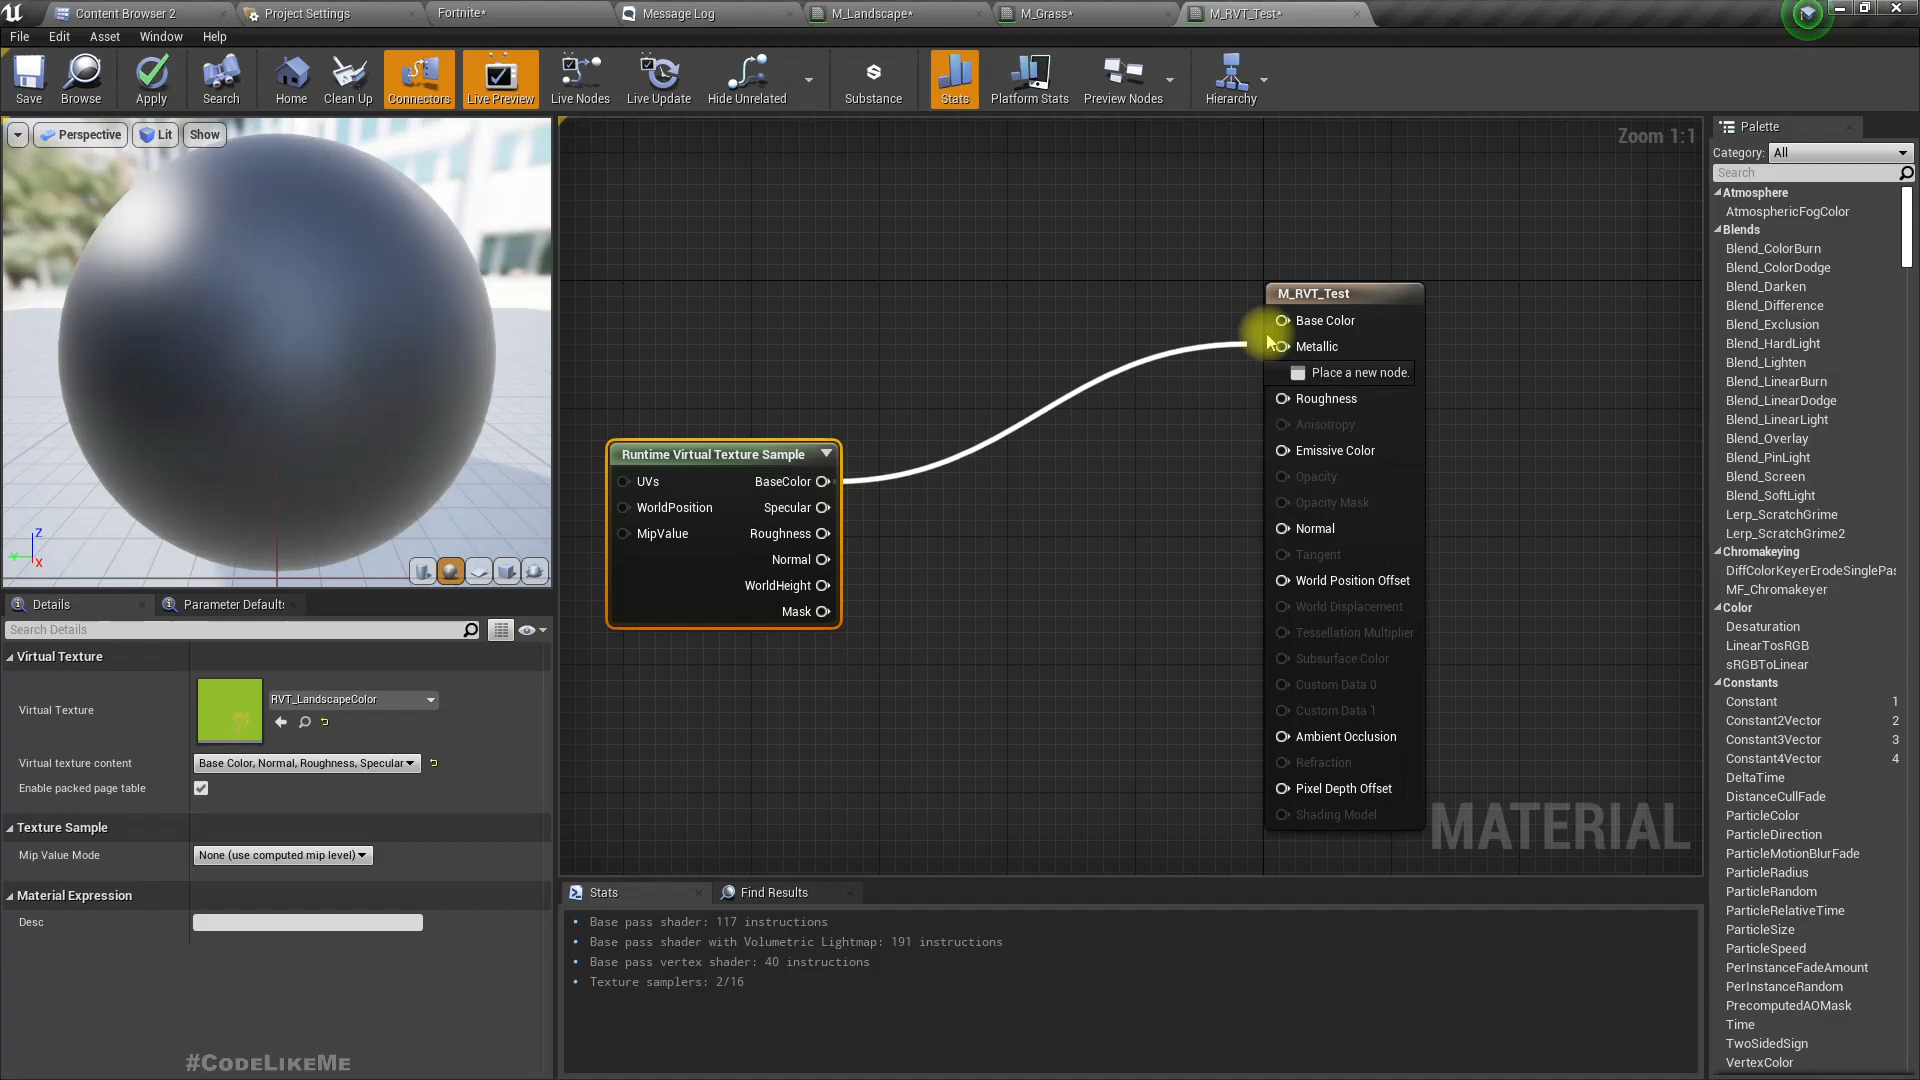 Content Browser 2
Project Settings
Fortnite*
Message Log
M_Landscape*
M_Grass*
M_RVT_Test*
File
Edit
Asset
Window
Help
Save
Browse
Apply
Search
Home
Clean Up
Connectors
Live Preview
Live Nodes
Live Update
Hide Unrelated
Substance
Stats
Platform Stats
Preview Nodes
Hierarchy
Perspective
Lit
Show
Zoom 1:1
Z
Y
X
M_RVT_Test
Base Color
Metallic
Place a new node.
Roughness
Anisotropy
Emissive Color
Opacity
Opacity Mask
Normal
Tangent
World Position Offset
World Displacement
Tessellation Multiplier
Subsurface Color
Custom Data 0
Custom Data 1
Ambient Occlusion
Refraction
Pixel Depth Offset
Shading Model
MATERIAL
Runtime Virtual Texture Sample
UVs
BaseColor
WorldPosition
Specular
MipValue
Roughness
Normal
WorldHeight
Mask
Details
Parameter Default
Search Details
Virtual Texture
Virtual Texture
RVT_LandscapeColor
Virtual texture content
Base Color, Normal, Roughness, Specular
Enable packed page table
Texture Sample
Mip Value Mode
None (use computed mip level)
Material Expression
Desc
#CodeLikeMe
Stats
Find Results
Base pass shader: 117 instructions
Base pass shader with Volumetric Lightmap: 191 instructions
Base pass vertex shader: 40 instructions
Texture samplers: 2/16
Palette
Category:
All
Search
Atmosphere
AtmosphericFogColor
Blends
Blend_ColorBurn
Blend_ColorDodge
Blend_Darken
Blend_Difference
Blend_Exclusion
Blend_HardLight
Blend_Lighten
Blend_LinearBurn
Blend_LinearDodge
Blend_LinearLight
Blend_Overlay
Blend_PinLight
Blend_Screen
Blend_SoftLight
Lerp_ScratchGrime
Lerp_ScratchGrime2
Chromakeying
DiffColorKeyerErodeSinglePas
MF_Chromakeyer
Color
Desaturation
LinearTosRGB
sRGBToLinear
Constants
Constant 1
Constant2Vector 2
Constant3Vector 3
Constant4Vector 4
DeltaTime
DistanceCullFade
ParticleColor
ParticleDirection
ParticleMotionBlurFade
ParticleRadius
ParticleRandom
ParticleRelativeTime
ParticleSize
ParticleSpeed
PerInstanceFadeAmount
PerInstanceRandom
PrecomputedAOMask
Time
TwoSidedSign
VertexColor